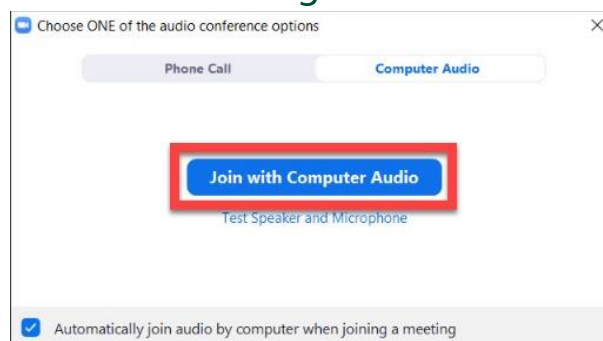 Choose ONE of the audio conference options
Phone Call
Computer Audio
Join with Computer Audio
Test Speaker and Microphone
Automatically join audio by computer when joining a meeting